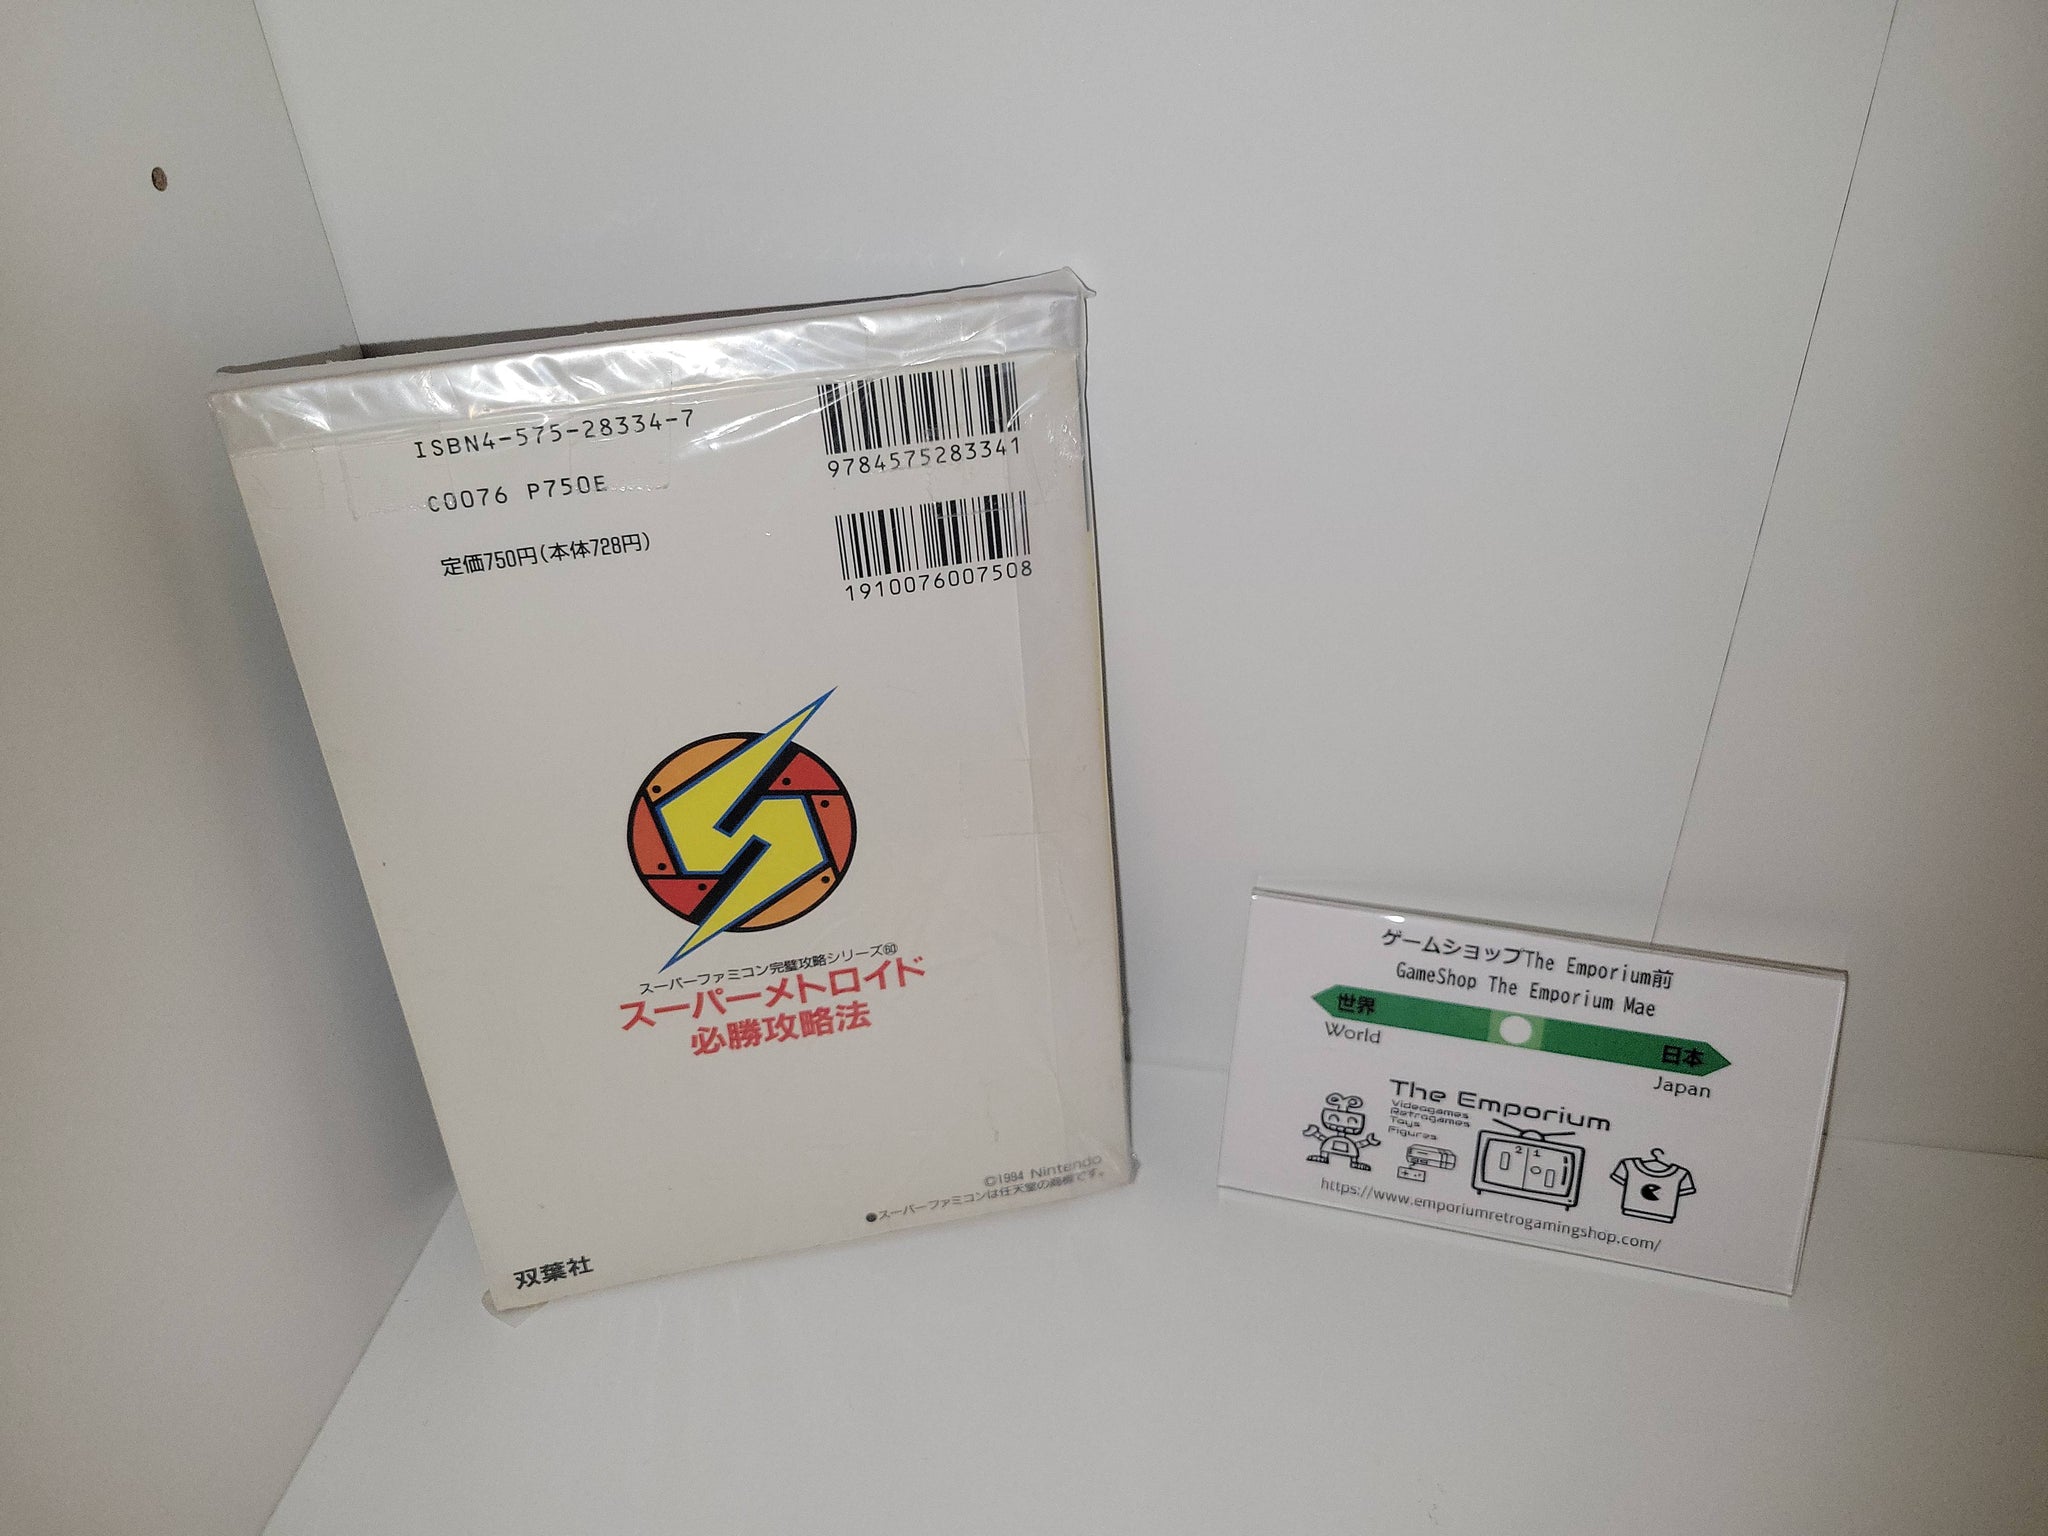 ISBN4-575-28334-7
C0076 P750E
定価750円(本体728円)
9784575283341
1910076007508
スーパーファミコン完璧攻略シリーズ㊿
スーパーメトロイド
必勝攻略法
©1994 Nintendo
●スーパーファミコンは任天堂の商標です。
双葉社
ゲームショップThe Emporium前
GameShop The Emporium Mae
世界
World
日本
Japan
The Emporium
Videogames
Retrogames
Toys
Figures
2 1
https://www.emporiumretrogamingshop.com/